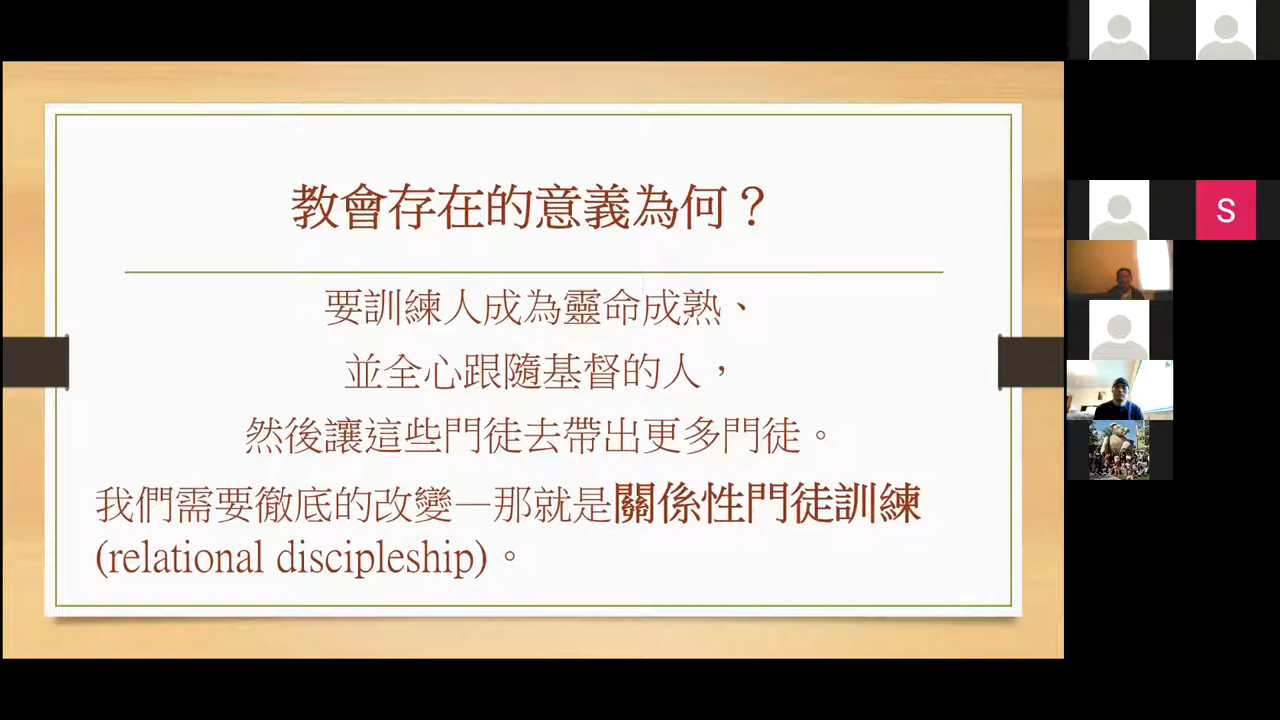 教會存在的意義為何？
要訓練人成為靈命成熟、
並全心跟隨基督的人，
然後讓這些門徒去帶出更多門徒。
我們需要徹底的改變—那就是關係性門徒訓練
(relational discipleship)。
S